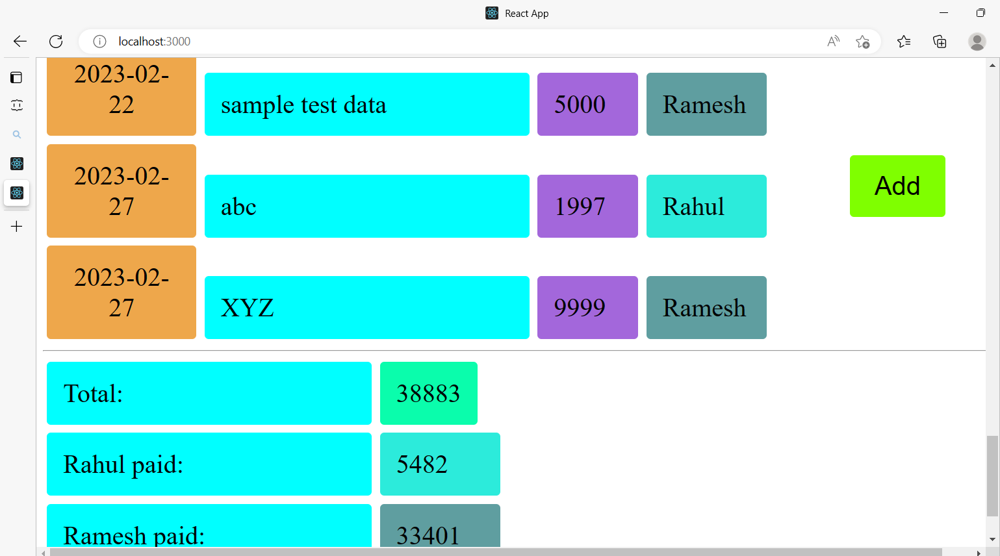 React App
localhost:3000
2023-02-
22
sample test data
5000
Ramesh
2023-02-
27
abc
1997
Rahul
Add
2023-02-
27
XYZ
9999
Ramesh
Total:
38883
Rahul paid:
5482
Ramesh paid:
33401